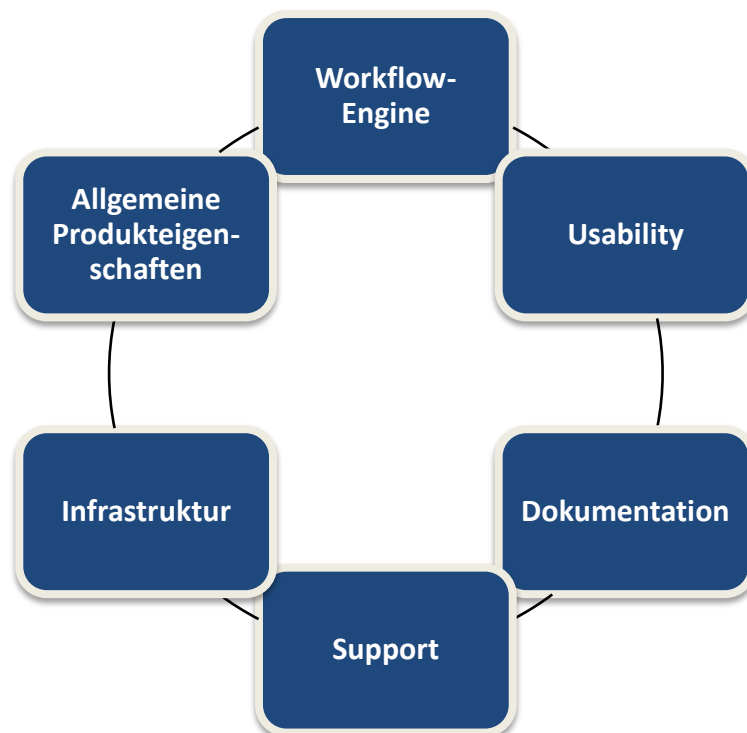 Workflow-
Engine
Allgemeine
Produkteigen-
schaften
Usability
Infrastruktur
Dokumentation
Support